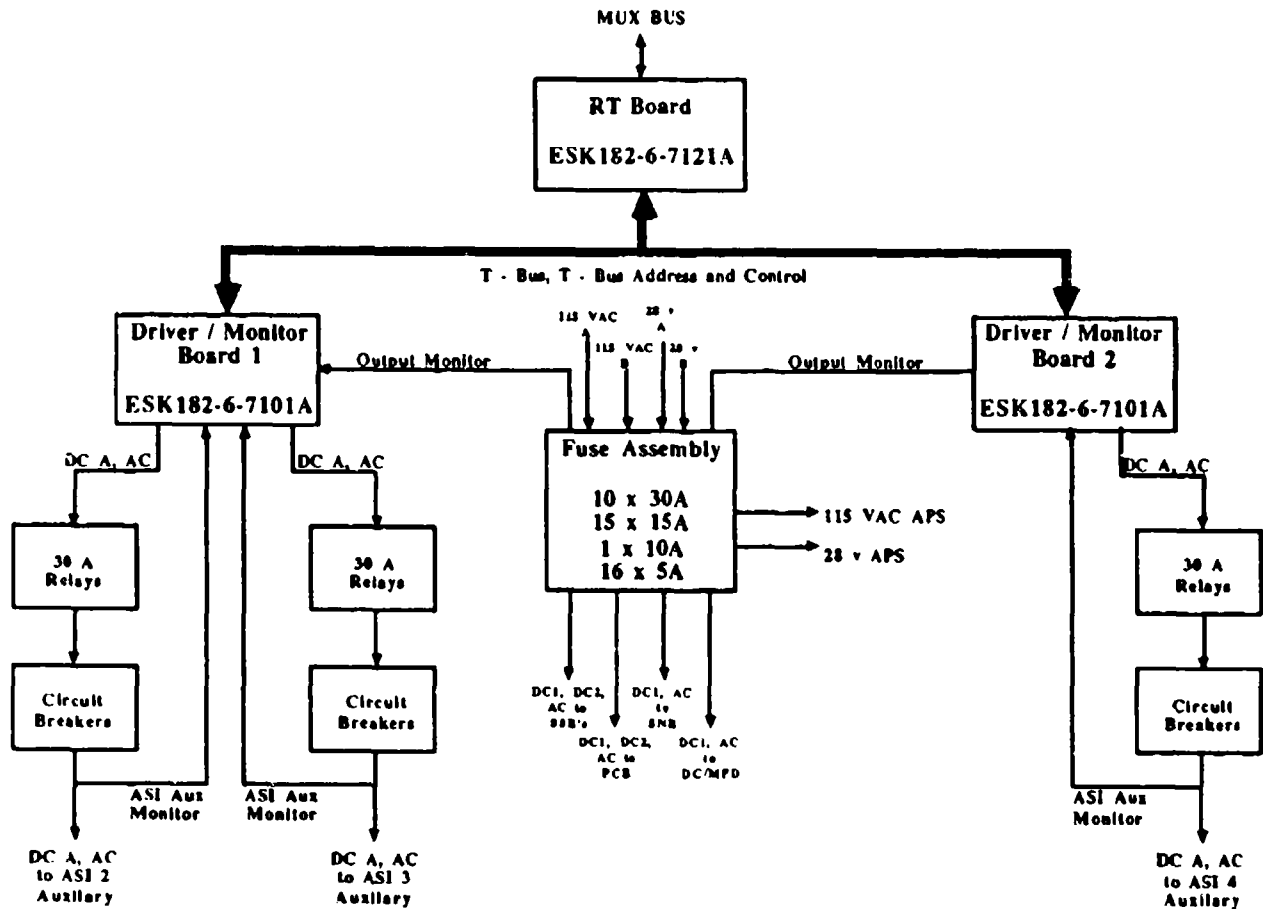 MUX BUS
RT Board
ESK182-6-7121A
T - Bus, T - Bus Address and Control
Driver / Monitor
Board 1
ESK182-6-7101A
Output Monitor
115 VAC
A
115 VAC
B
28 v
A
28 v
B
Output Monitor
Driver / Monitor
Board 2
ESK182-6-7101A
Fuse Assembly
10 x 30A
15 x 15A
1 x 10A
16 x 5A
115 VAC APS
28 v APS
DC A, AC
DC A, AC
DC A, AC
30 A
Relays
30 A
Relays
30 A
Relays
Circuit
Breakers
Circuit
Breakers
Circuit
Breakers
DC1, DC2,
AC to
DC1, DC2,
AC to
PCB
DC1, AC
to
SNB
DC1, AC
to
DC/MPD
ASI Aux
Monitor
ASI Aux
Monitor
ASI Aux
Monitor
DC A, AC
to ASI 2
Auxilary
DC A, AC
to ASI 3
Auxilary
DC A, AC
to ASI 4
Auxilary